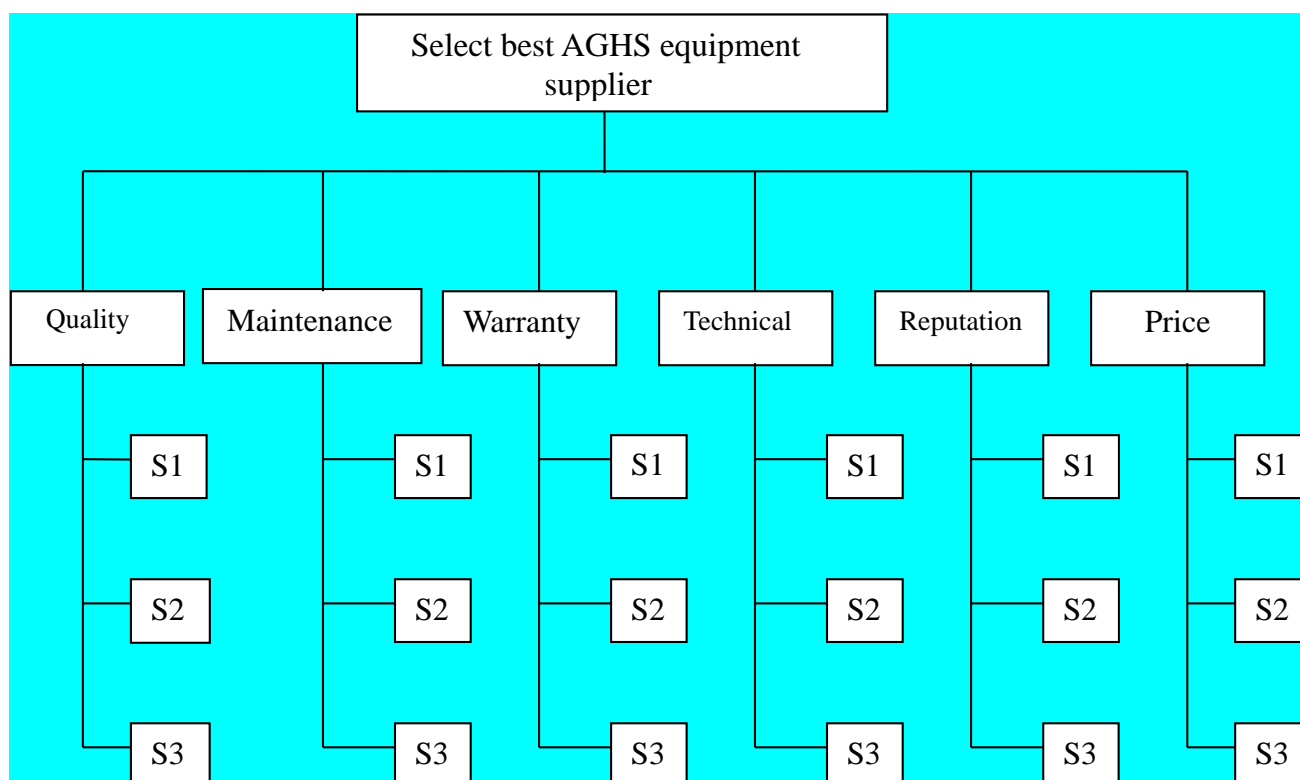 Select best AGHS equipment
supplier
Quality
Maintenance
Warranty
Technical
Reputation
Price
S1
S1
S1
S1
S1
S1
S2
S2
S2
S2
S2
S2
S3
S3
S3
S3
S3
S3